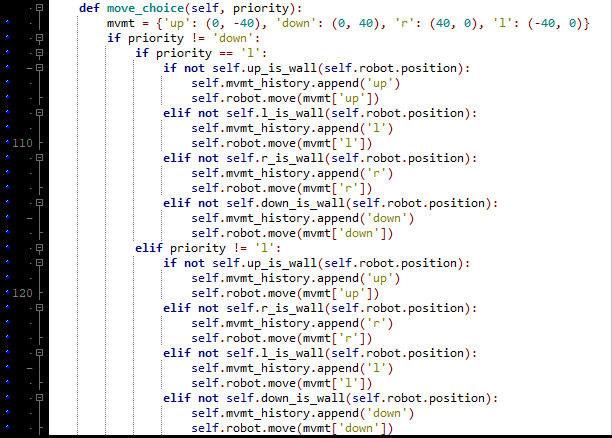 def move_choice(self, priority):
    mvmt = {'up': (0, -40), 'down': (0, 40), 'r': (40, 0), 'l': (-40, 0)}
    if priority != 'down':
        if priority == 'l':
            if not self.up_is_wall(self.robot.position):
                self.mvmt_history.append('up')
                self.robot.move(mvmt['up'])
            elif not self.l_is_wall(self.robot.position):
                self.mvmt_history.append('l')
110                self.robot.move(mvmt['l'])
            elif not self.r_is_wall(self.robot.position):
                self.mvmt_history.append('r')
                self.robot.move(mvmt['r'])
            elif not self.down_is_wall(self.robot.position):
                self.mvmt_history.append('down')
                self.robot.move(mvmt['down'])
        elif priority != 'l':
            if not self.up_is_wall(self.robot.position):
                self.mvmt_history.append('up')
120                self.robot.move(mvmt['up'])
            elif not self.r_is_wall(self.robot.position):
                self.mvmt_history.append('r')
                self.robot.move(mvmt['r'])
            elif not self.l_is_wall(self.robot.position):
                self.mvmt_history.append('l')
                self.robot.move(mvmt['l'])
            elif not self.down_is_wall(self.robot.position):
                self.mvmt_history.append('down')
                self.robot.move(mvmt['down'])